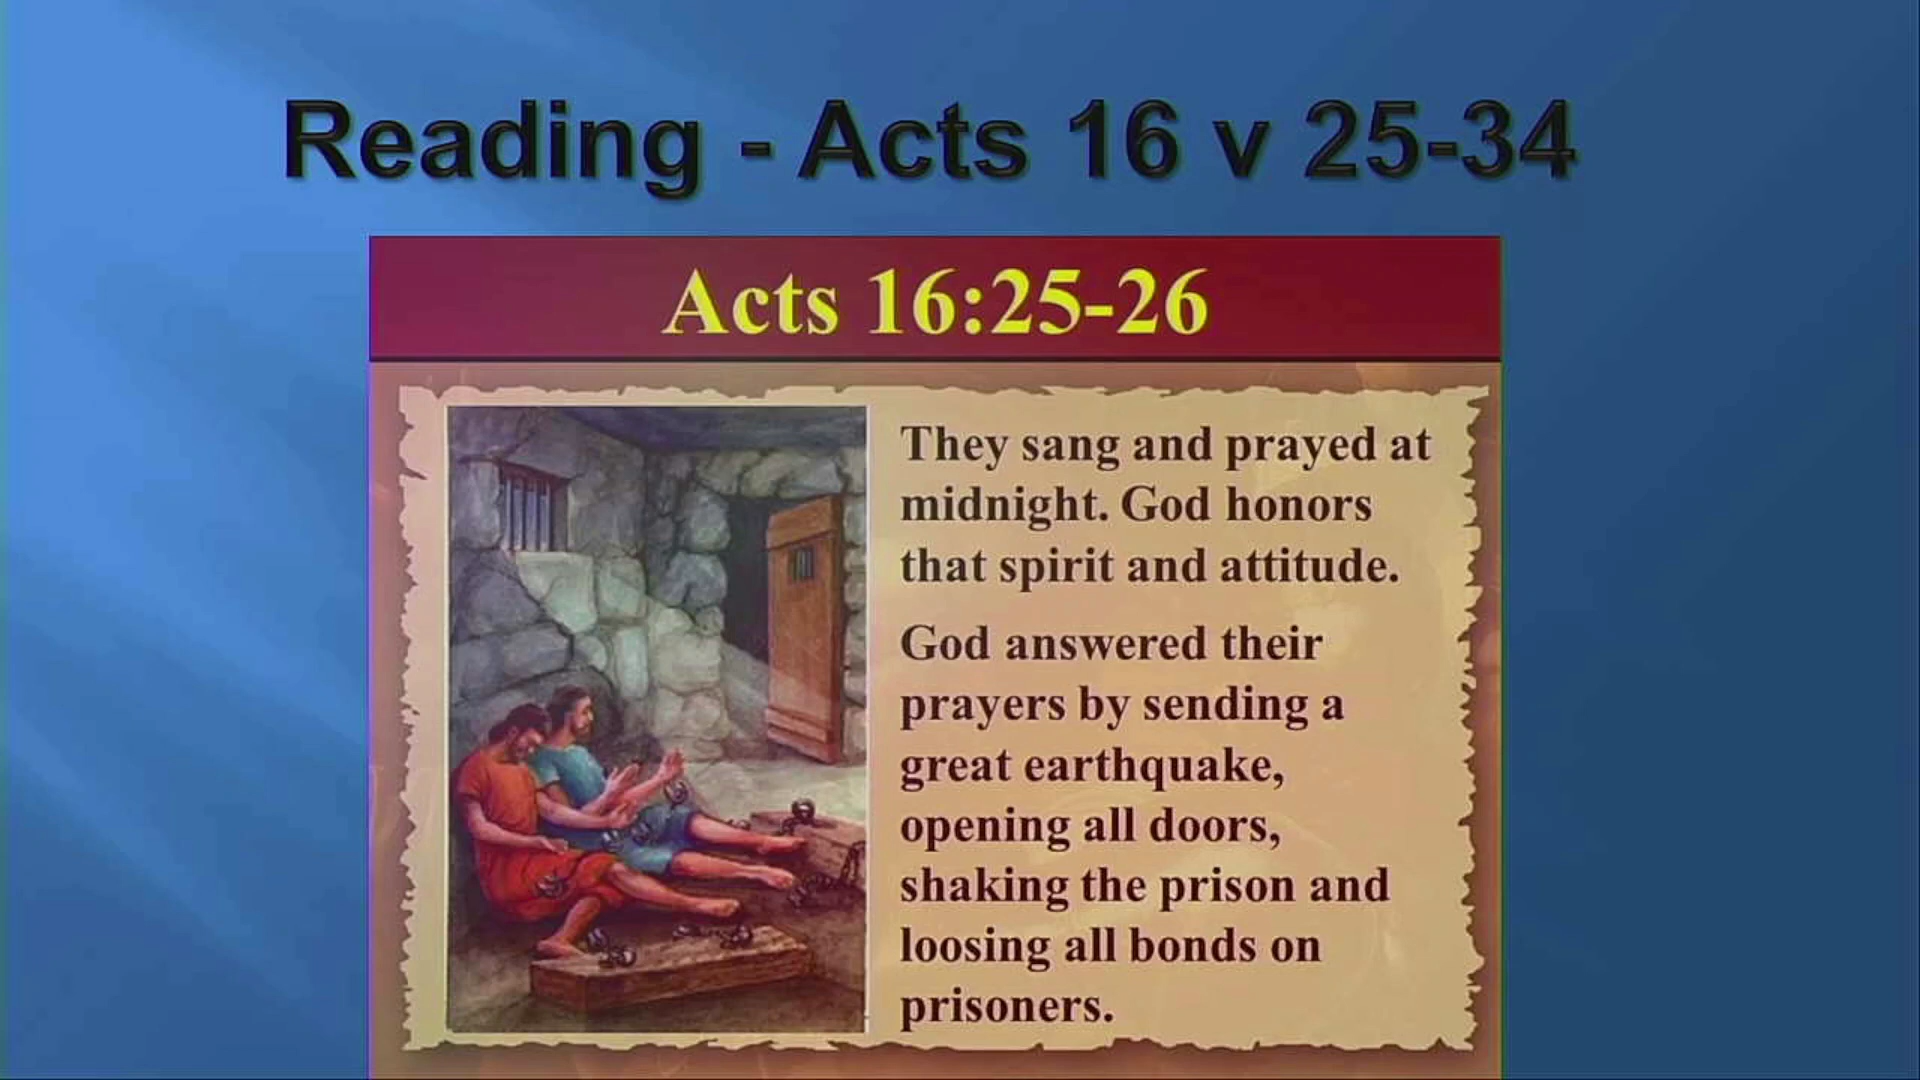 Reading - Acts 16 v 25-34
Acts 16:25-26
They sang and prayed at
midnight. God honors
that spirit and attitude.
God answered their
prayers by sending a
great earthquake,
opening all doors,
shaking the prison and
loosing all bonds on
prisoners.